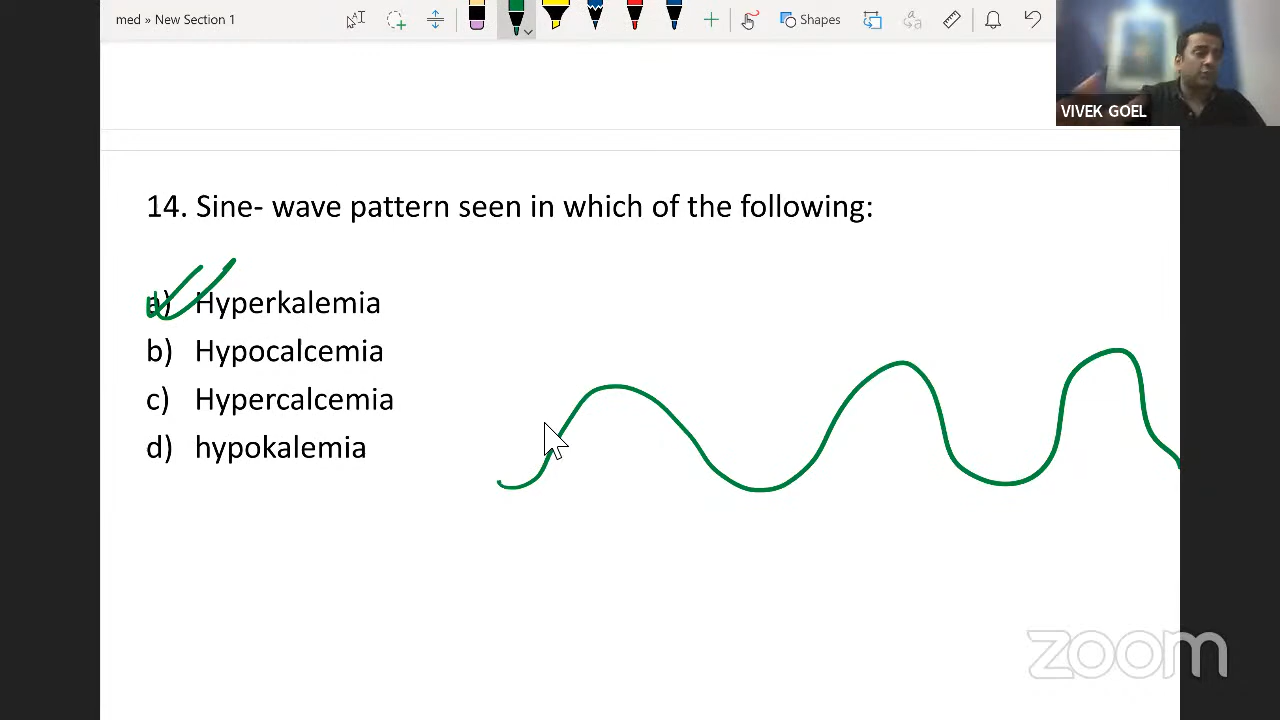 med » New Section 1
Shapes
VIVEK GOEL
14. Sine- wave pattern seen in which of the following:
a) Hyperkalemia
b) Hypocalcemia
c) Hypercalcemia
d) hypokalemia
zoom